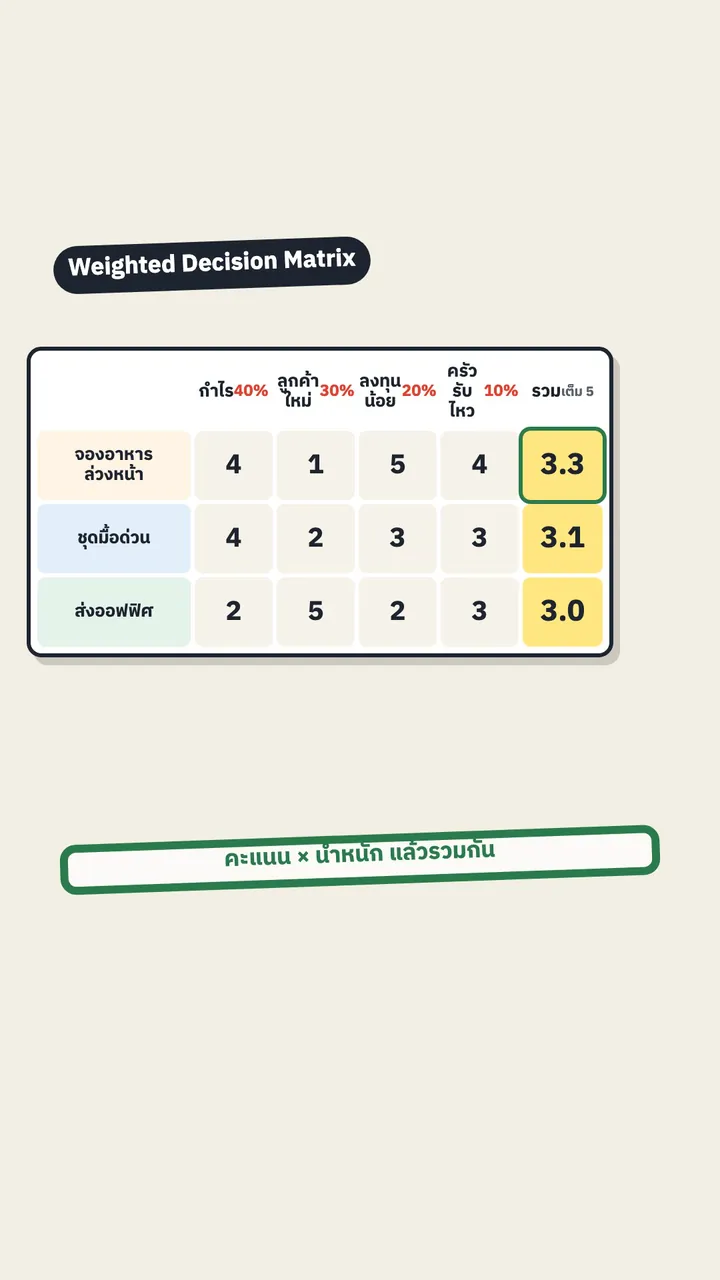 Weighted Decision Matrix
กำไร40% ลูกค้าใหม่30% ลงทุนน้อย20% ครัวรับไหว10% รวมเต็ม 5
จองอาหารล่วงหน้า 4 1 5 4 3.3
ชุดมื้อด่วน 4 2 3 3 3.1
ส่งออฟฟิศ 2 5 2 3 3.0
คะแนน × น้ำหนัก แล้วรวมกัน